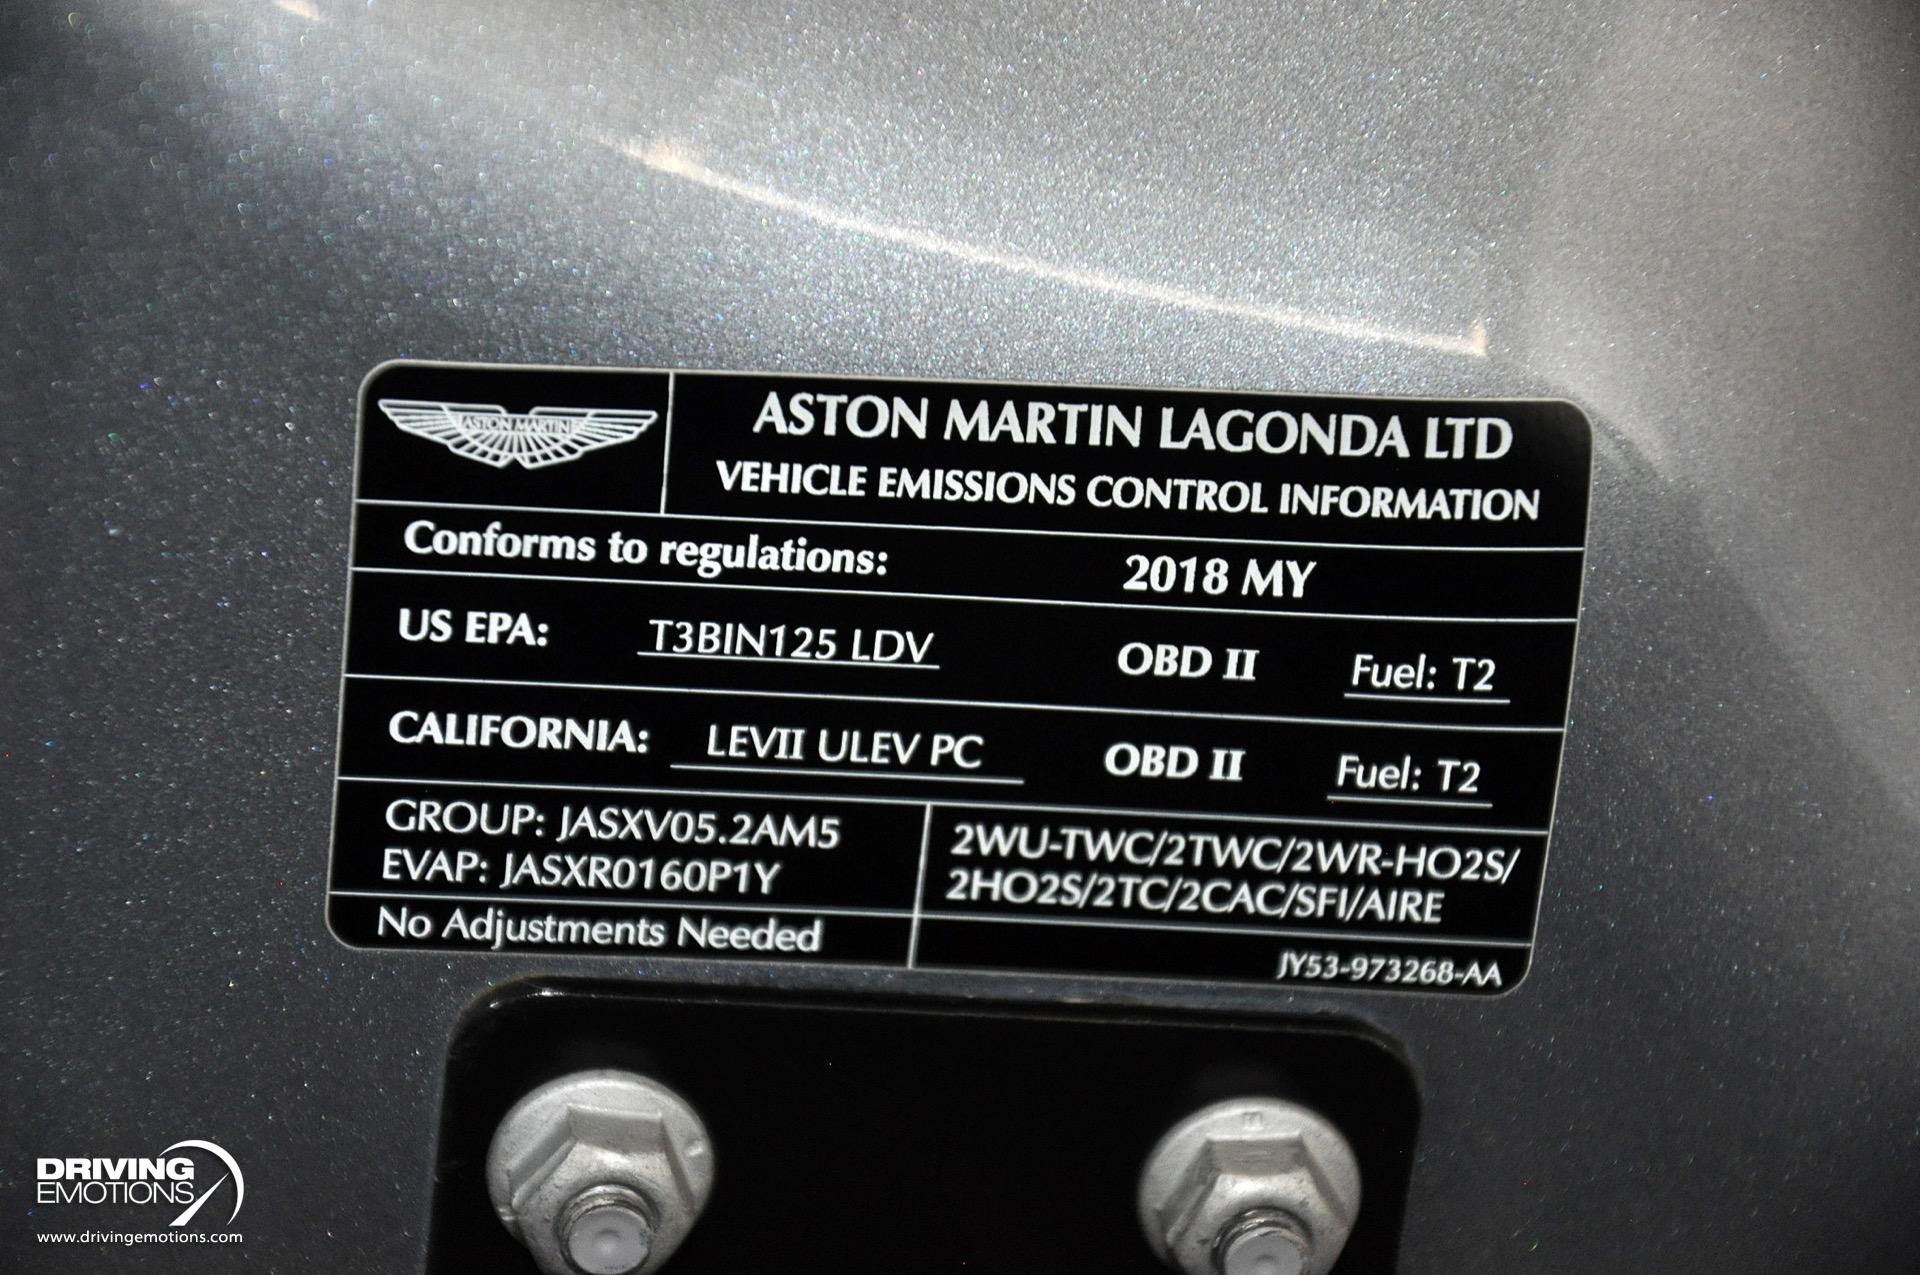 ASTON MARTIN
ASTON MARTIN LAGONDA LTD
VEHICLE EMISSIONS CONTROL INFORMATION
Conforms to regulations: 2018 MY
US EPA: T3BIN125 LDV OBD II Fuel: T2
CALIFORNIA: LEVII ULEV PC OBD II Fuel: T2
GROUP: JASXV05.2AM5
EVAP: JASXR0160P1Y
2WU-TWC/2TWC/2WR-HO2S/
2HO2S/2TC/2CAC/SFI/AIRE
No Adjustments Needed
JY53-973268-AA
DRIVING
EMOTIONS
www.drivingemotions.com